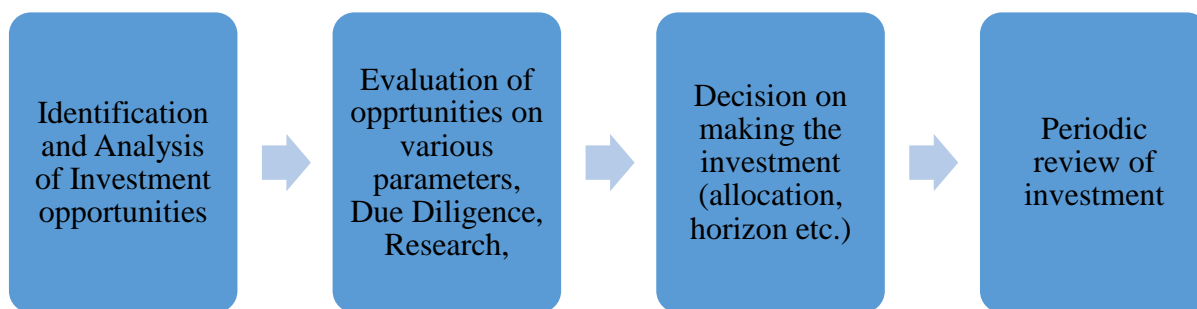 Identification
and Analysis
of Investment
opportunities
Evaluation of
opprtunities on
various
parameters,
Due Diligence,
Research,
Decision on
making the
investment
(allocation,
horizon etc.)
Periodic
review of
investment